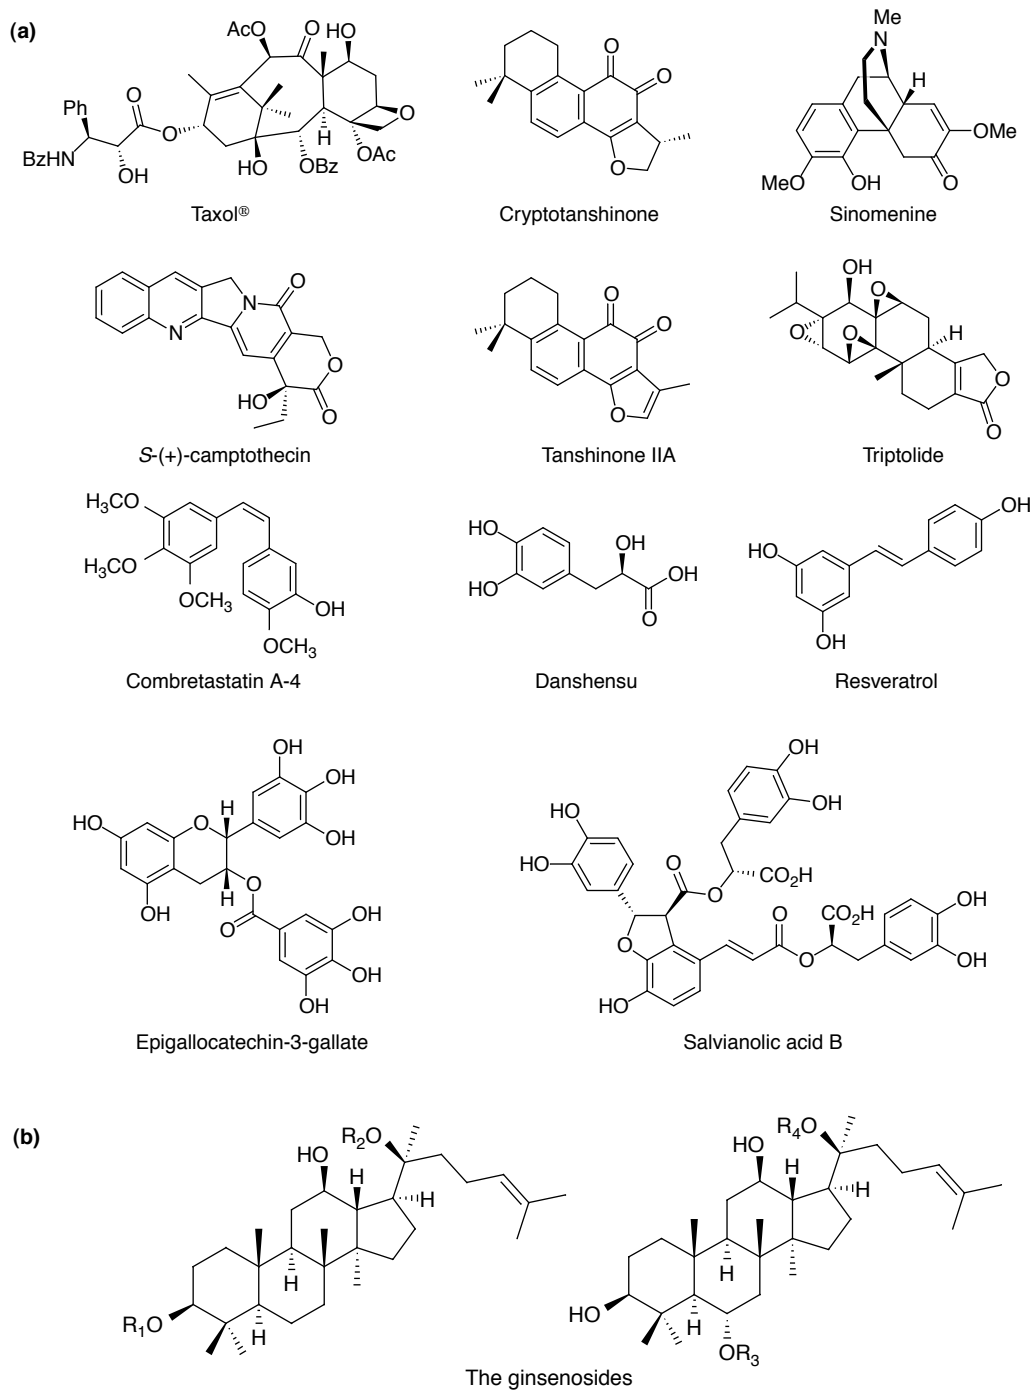 (a)
AcO
O
HO
Ph
O
O
BzHN
OH
HO
OBz
H
OAc
O
Taxol®
O
O
O
Cryptotanshinone
Me
N
H
OMe
MeO
OH
O
Sinomenine
N
N
O
O
HO
O
S-(+)-camptothecin
O
O
O
Tanshinone IIA
OH
O
O
O
H
O
O
Triptolide
H₃CO
H₃CO
OCH₃
OH
OCH₃
Combretastatin A-4
HO
HO
OH
OH
O
Danshensu
OH
HO
OH
Resveratrol
OH
OH
OH
HO
O
H
H
O
OH
O
OH
OH
OH
Epigallocatechin-3-gallate
OH
OH
HO
HO
O
O
CO₂H
O
CO₂H
O
O
OH
OH
HO
Salvianolic acid B
(b)
R₂O
HO
H
H
H
R₁O
H
R₄O
HO
H
H
H
HO
H
OR₃
The ginsenosides